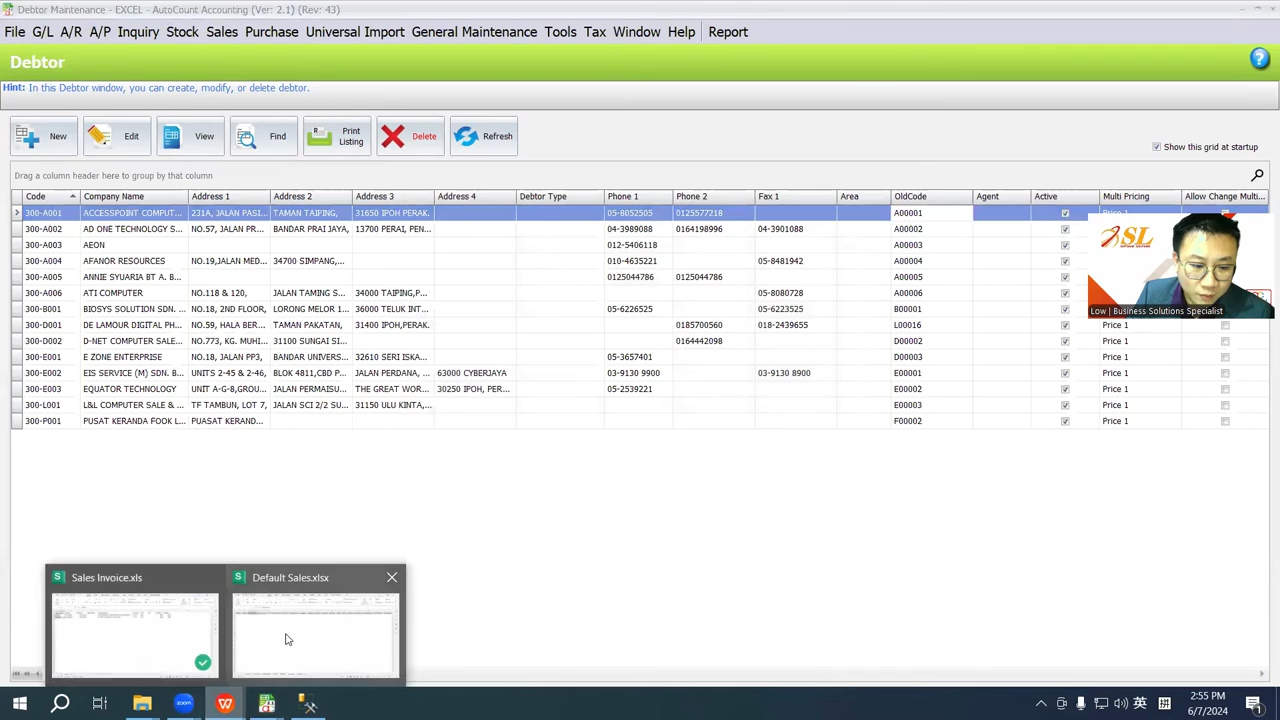 Debtor Maintenance - EXCEL - AutoCount Accounting (Ver: 2.1) (Rev: 43)
File G/L A/R A/P Inquiry Stock Sales Purchase Universal Import General Maintenance Tools Tax Window Help Report
Debtor
Hint: In this Debtor window, you can create, modify, or delete debtor.
New Edit View Find Print Listing Delete Refresh
Show this grid at startup
Drag a column header here to group by that column
Code Company Name Address 1 Address 2 Address 3 Address 4 Debtor Type Phone 1 Phone 2 Fax 1 Area OldCode Agent Active Multi Pricing Allow Change Multi...
300-A001 ACCESSPOINT COMPUT... 231A, JALAN PASI... TAMAN TAIPING, 31650 IPOH PERAK. 05-8052505 0125577218 A00001 Price 1
300-A002 AD ONE TECHNOLOGY S... NO.57, JALAN PR... BANDAR PRAI JAYA, 13700 PERAI, PEN... 04-3989088 0164198996 04-3901088 A00002
300-A003 AEON 012-5406118 A00003
300-A004 AFANOR RESOURCES NO.19,JALAN MED... 34700 SIMPANG,... 010-4635221 05-8481942 A00004
300-A005 ANNIE SYUARIA BT A. B... 0125044786 0125044786 A00005
300-A006 ATI COMPUTER NO.118 & 120, JALAN TAMING S... 34000 TAIPING,P... 05-8080728 A00006
300-B001 BIOSYS SOLUTION SDN. ... NO.18, 2ND FLOOR, LORONG MELOR 1... 36000 TELUK INT... 05-6226525 05-6223525 B00001
300-D001 DE LAMOUR DIGITAL PH... NO.59, HALA BER... TAMAN PAKATAN, 31400 IPOH,PERAK. 0185700560 018-2439655 L00016 Price 1
300-D002 D-NET COMPUTER SALE... NO.773, KG. MUHI... 31100 SUNGAI SI... 0164442098 D00002 Price 1
300-E001 E ZONE ENTERPRISE NO.18, JALAN PP3, BANDAR UNIVERS... 32610 SERI ISKA... 05-3657401 D00003 Price 1
300-E002 EIS SERVICE (M) SDN. B... UNITS 2-45 & 2-46, BLOK 4811,CBD P... JALAN PERDANA, ... 63000 CYBERJAYA 03-9130 9900 03-9130 8900 E00001 Price 1
300-E003 EQUATOR TECHNOLOGY UNIT A-G-8,GROU... JALAN PERMAISU... THE GREAT WOR... 30250 IPOH, PER... 05-2539221 E00002 Price 1
300-L001 L&L COMPUTER SALE & ... TF TAMBUN, LOT 7, JALAN SCI 2/2 SU... 31150 ULU KINTA,... E00003 Price 1
300-P001 PUSAT KERANDA FOOK L... PUASAT KERAND... F00002 Price 1
SL
Low | Business Solutions Specialist
Sales Invoice.xls
Default Sales.xlsx
zoom
英 拼
2:55 PM
6/7/2024